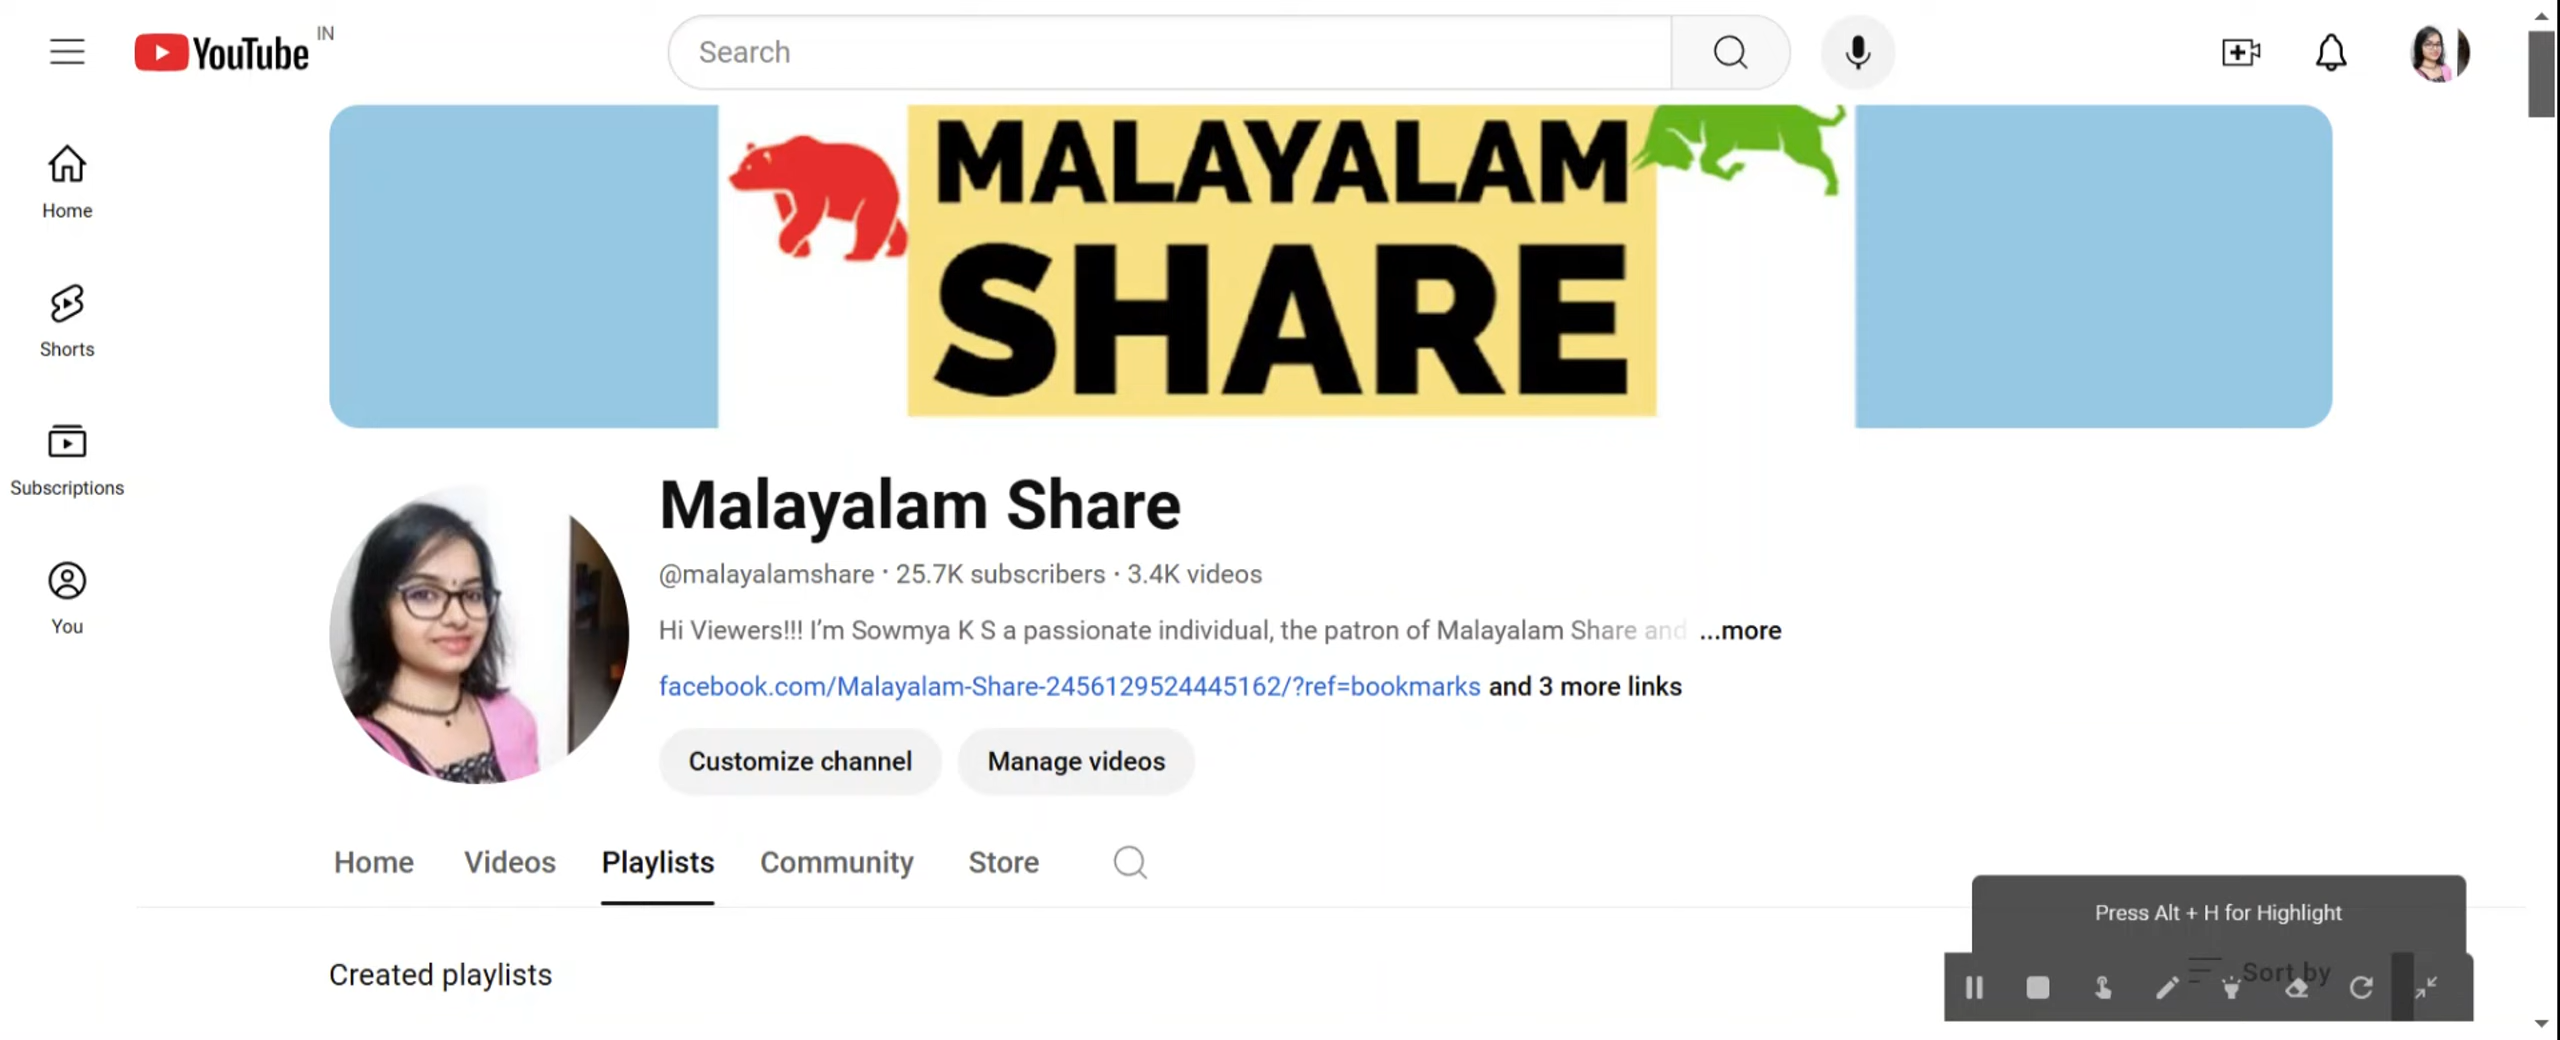 YouTube IN
Search
Home
Shorts
Subscriptions
You
MALAYALAM
SHARE
Malayalam Share
@malayalamshare · 25.7K subscribers · 3.4K videos
Hi Viewers!!! I’m Sowmya K S a passionate individual, the patron of Malayalam Share and ...more
facebook.com/Malayalam-Share-2456129524445162/?ref=bookmarks and 3 more links
Customize channel Manage videos
Home Videos Playlists Community Store
Press Alt + H for Highlight
Created playlists
Sort by